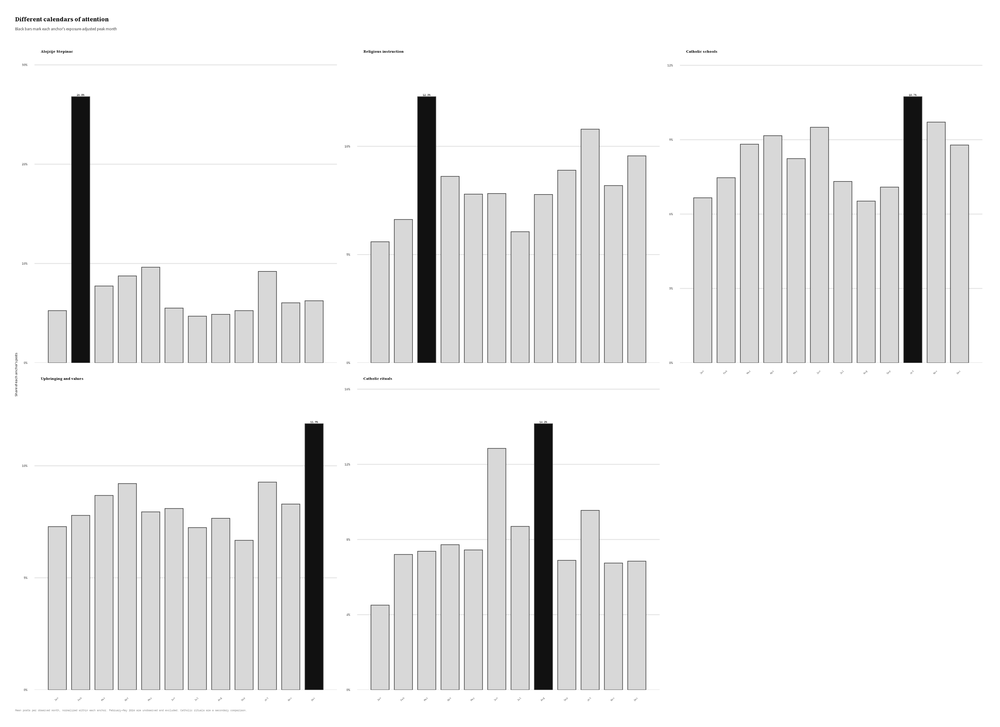 Different calendars of attention
Black bars mark each anchor's exposure-adjusted peak month
Share of each anchor's posts
Alojzije Stepinac
30%
20%
10%
0%
26.8%
Religious instruction
10%
5%
0%
12.3%
Catholic schools
12%
9%
6%
3%
0%
10.7%
Jan Feb Mar Apr May Jun Jul Aug Sep Oct Nov Dec
Upbringing and values
10%
5%
0%
11.9%
Jan Feb Mar Apr May Jun Jul Aug Sep Oct Nov Dec
Catholic rituals
16%
12%
8%
4%
0%
14.2%
Jan Feb Mar Apr May Jun Jul Aug Sep Oct Nov Dec
Mean posts per observed month, normalized within each anchor. February–May 2024 are unobserved and excluded. Catholic rituals are a secondary comparison.